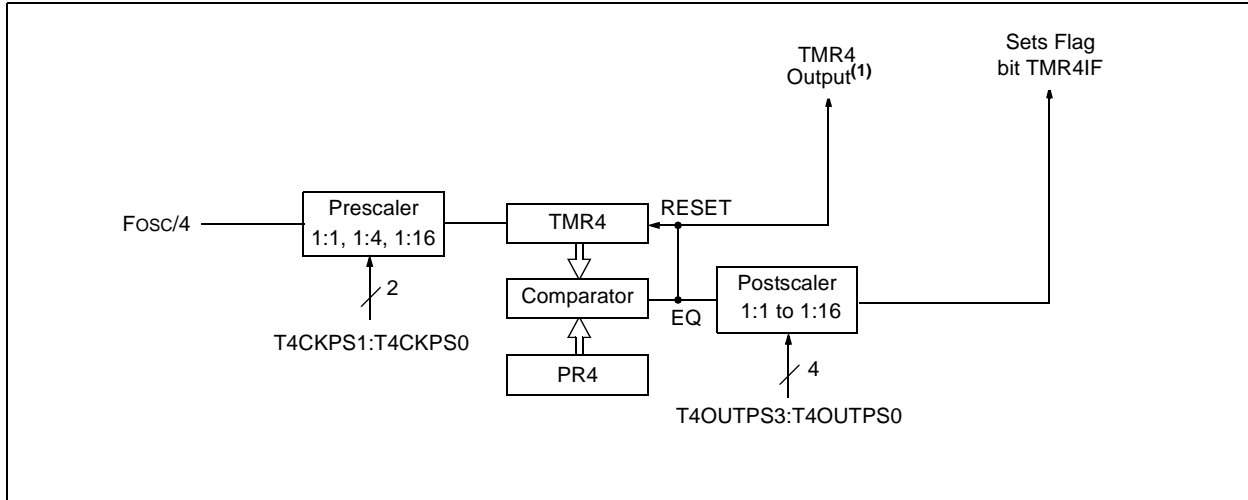 TMR4
Output(1)
Sets Flag
bit TMR4IF
FOSC/4
Prescaler
1:1, 1:4, 1:16
TMR4
RESET
2
T4CKPS1:T4CKPS0
Comparator
EQ
Postscaler
1:1 to 1:16
PR4
4
T4OUTPS3:T4OUTPS0